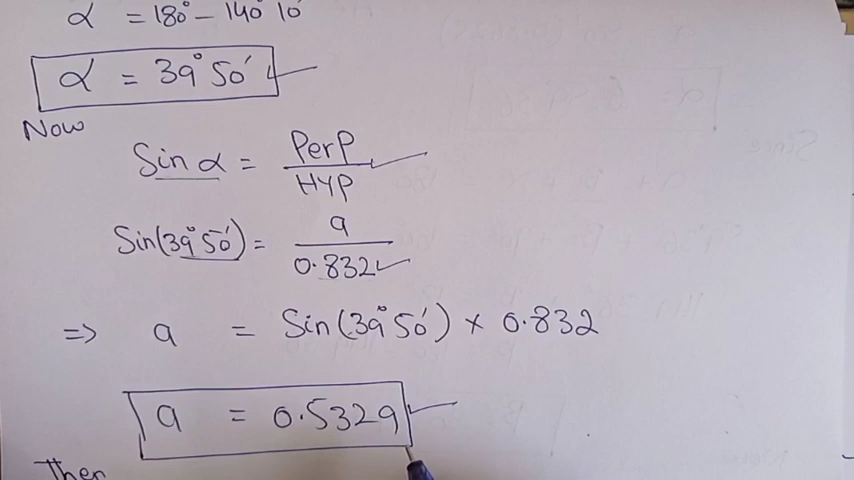 α = 180° - 140° 10'
α = 39° 50'
Now
Sin α = PerP / HYP
Sin(39° 50') = a / 0.832
=> a = Sin(39° 50') × 0.832
a = 0.5329
Then